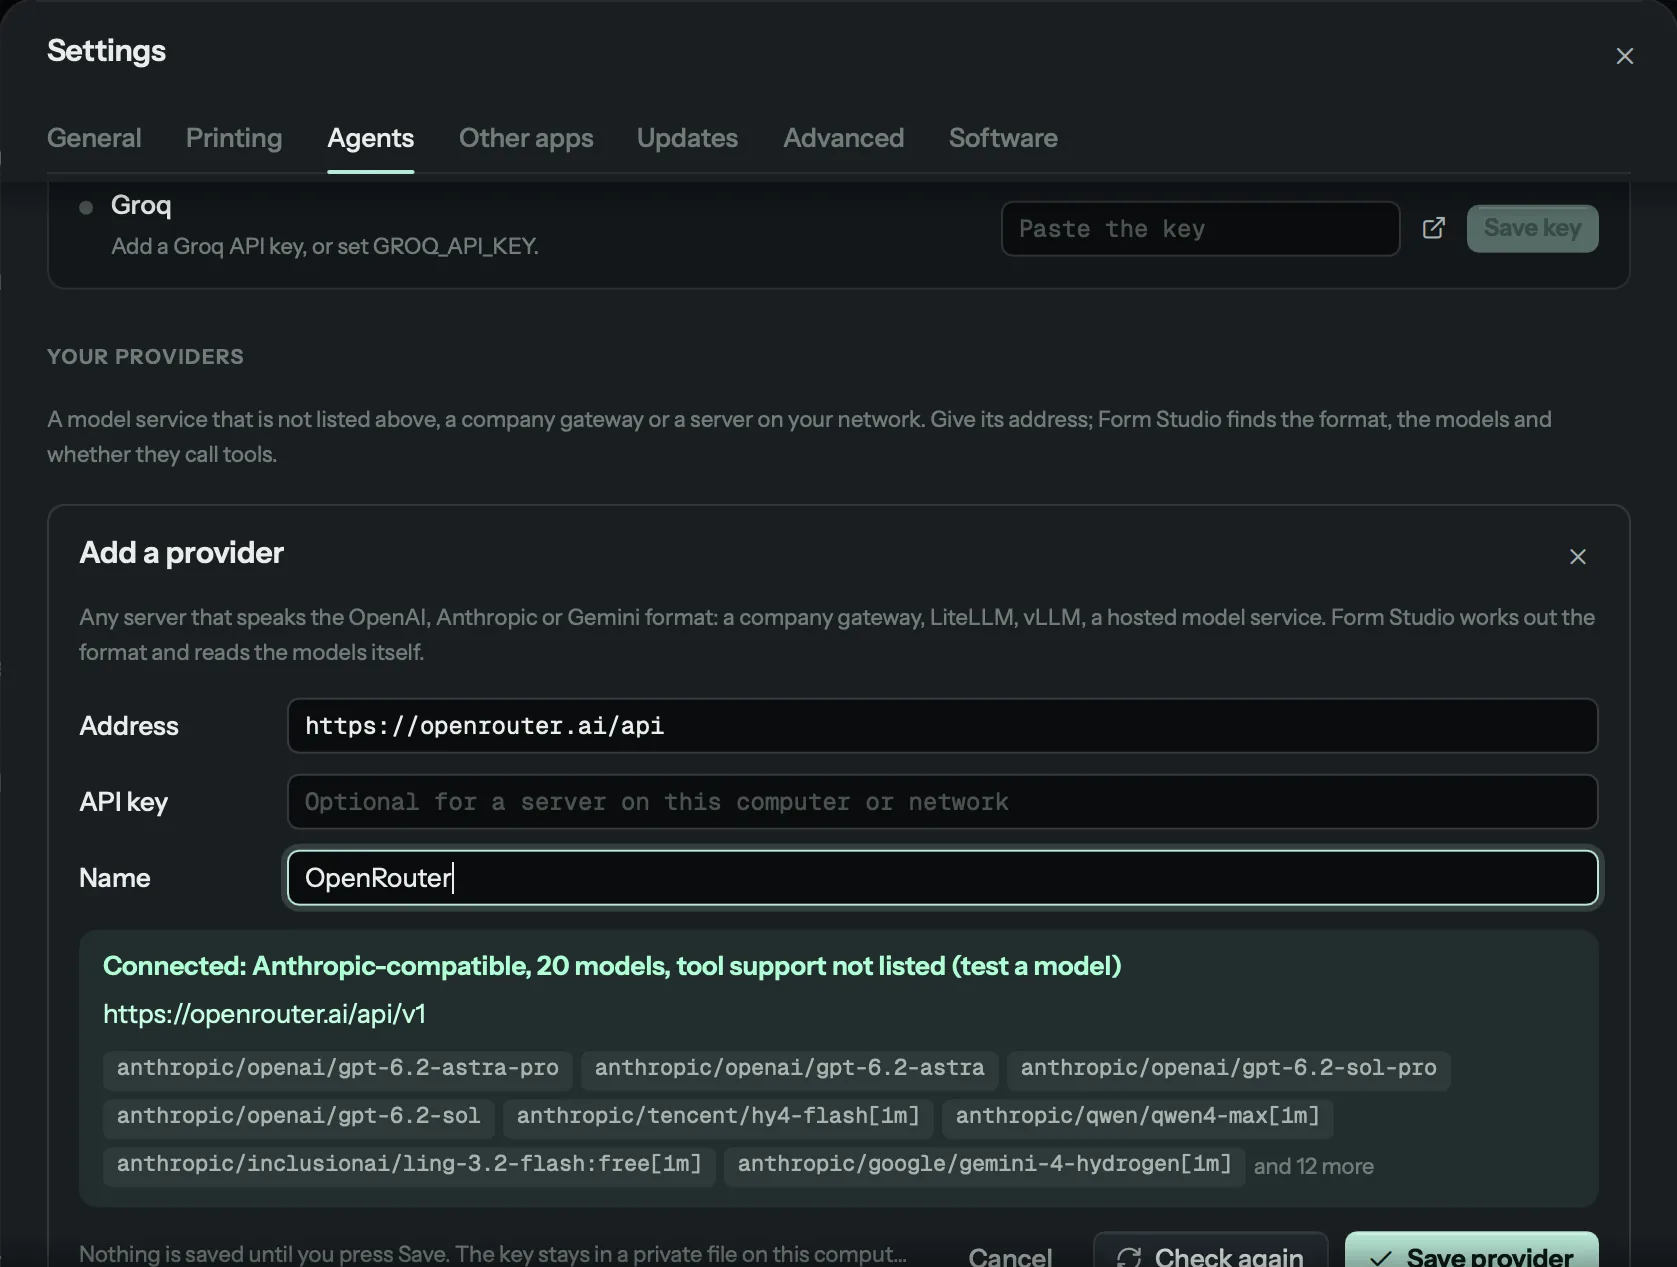 Settings
General Printing Agents Other apps Updates Advanced Software
Groq
Add a Groq API key, or set GROQ_API_KEY.
Paste the key
Save key
YOUR PROVIDERS
A model service that is not listed above, a company gateway or a server on your network. Give its address; Form Studio finds the format, the models and
whether they call tools.
Add a provider
Any server that speaks the OpenAI, Anthropic or Gemini format: a company gateway, LiteLLM, vLLM, a hosted model service. Form Studio works out the
format and reads the models itself.
Address https://openrouter.ai/api
API key Optional for a server on this computer or network
Name OpenRouter
Connected: Anthropic-compatible, 20 models, tool support not listed (test a model)
https://openrouter.ai/api/v1
anthropic/openai/gpt-6.2-astra-pro anthropic/openai/gpt-6.2-astra anthropic/openai/gpt-6.2-sol-pro
anthropic/openai/gpt-6.2-sol anthropic/tencent/hy4-flash[1m] anthropic/qwen/qwen4-max[1m]
anthropic/inclusionai/ling-3.2-flash:free[1m] anthropic/google/gemini-4-hydrogen[1m] and 12 more
Nothing is saved until you press Save. The key stays in a private file on this comput... Cancel Check again Save provider